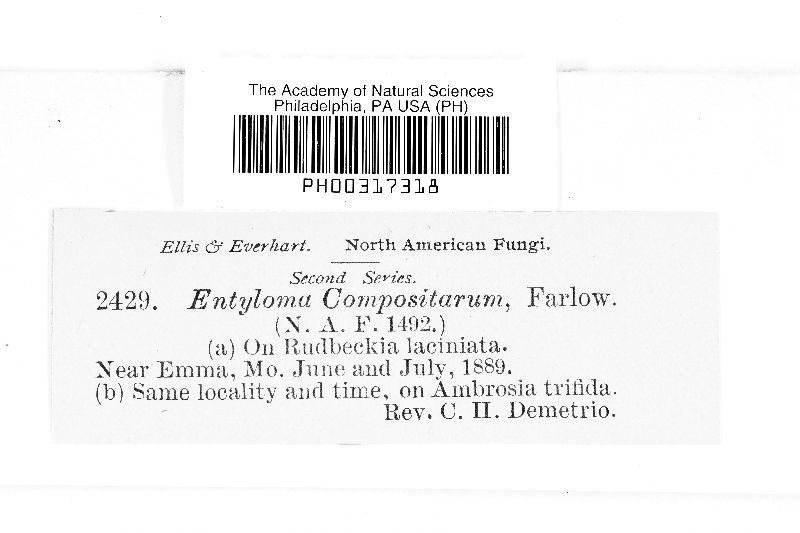 The Academy of Natural Sciences
Philadelphia, PA USA (PH)
PH00317318
Ellis & Everhart. North American Fungi.
Second Series.
2429. Entyloma Compositarum, Farlow.
(N. A. F. 1492.)
(a) On Rudbeckia laciniata.
Near Emma, Mo. June and July, 1889.
(b) Same locality and time, on Ambrosia trifida.
Rev. C. H. Demetrio.